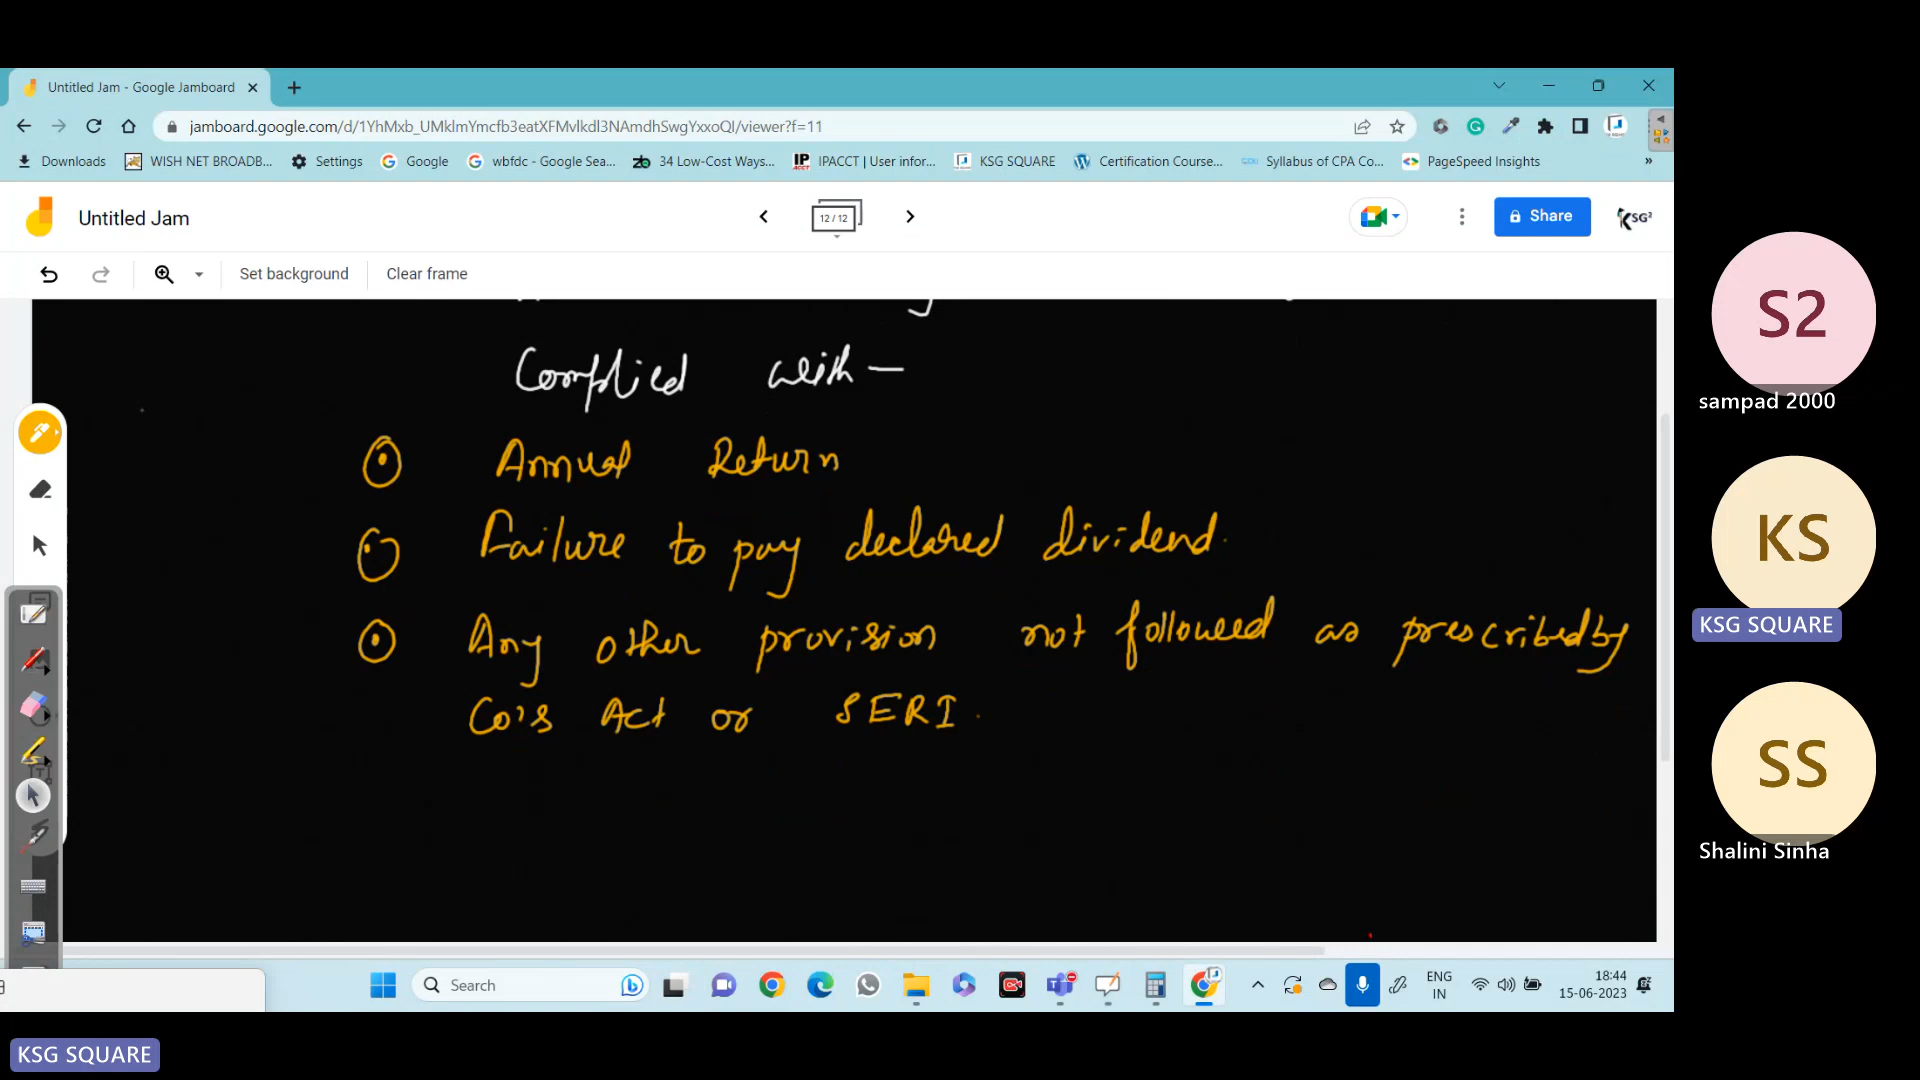 Untitled Jam - Google Jamboard
jamboard.google.com/d/1YhMxb_UMklmYmcfb3eatXFMvlkdl3NAmdhSwgYxxoQI/viewer?f=11
Downloads WISH NET BROADB... Settings Google wbfdc - Google Sea... 34 Low-Cost Ways... IPACCT | User infor... KSG SQUARE Certification Course... Syllabus of CPA Co... PageSpeed Insights »
Untitled Jam 12 / 12 Share KSG²
Set background Clear frame
Complied with —
Annual Return
Failure to pay declared dividend.
Any other provision not followed as prescribed by
Co's Act or SERI.
S2
sampad 2000
KS
KSG SQUARE
SS
Shalini Sinha
Search ENG IN 18:44 15-06-2023
KSG SQUARE